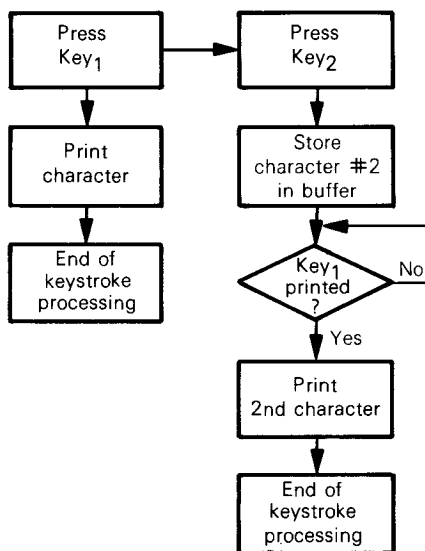 Press
Key₁
Press
Key₂
Print
character
Store
character #2
in buffer
End of
keystroke
processing
Key₁
printed
?
No
Yes
Print
2nd character
End of
keystroke
processing